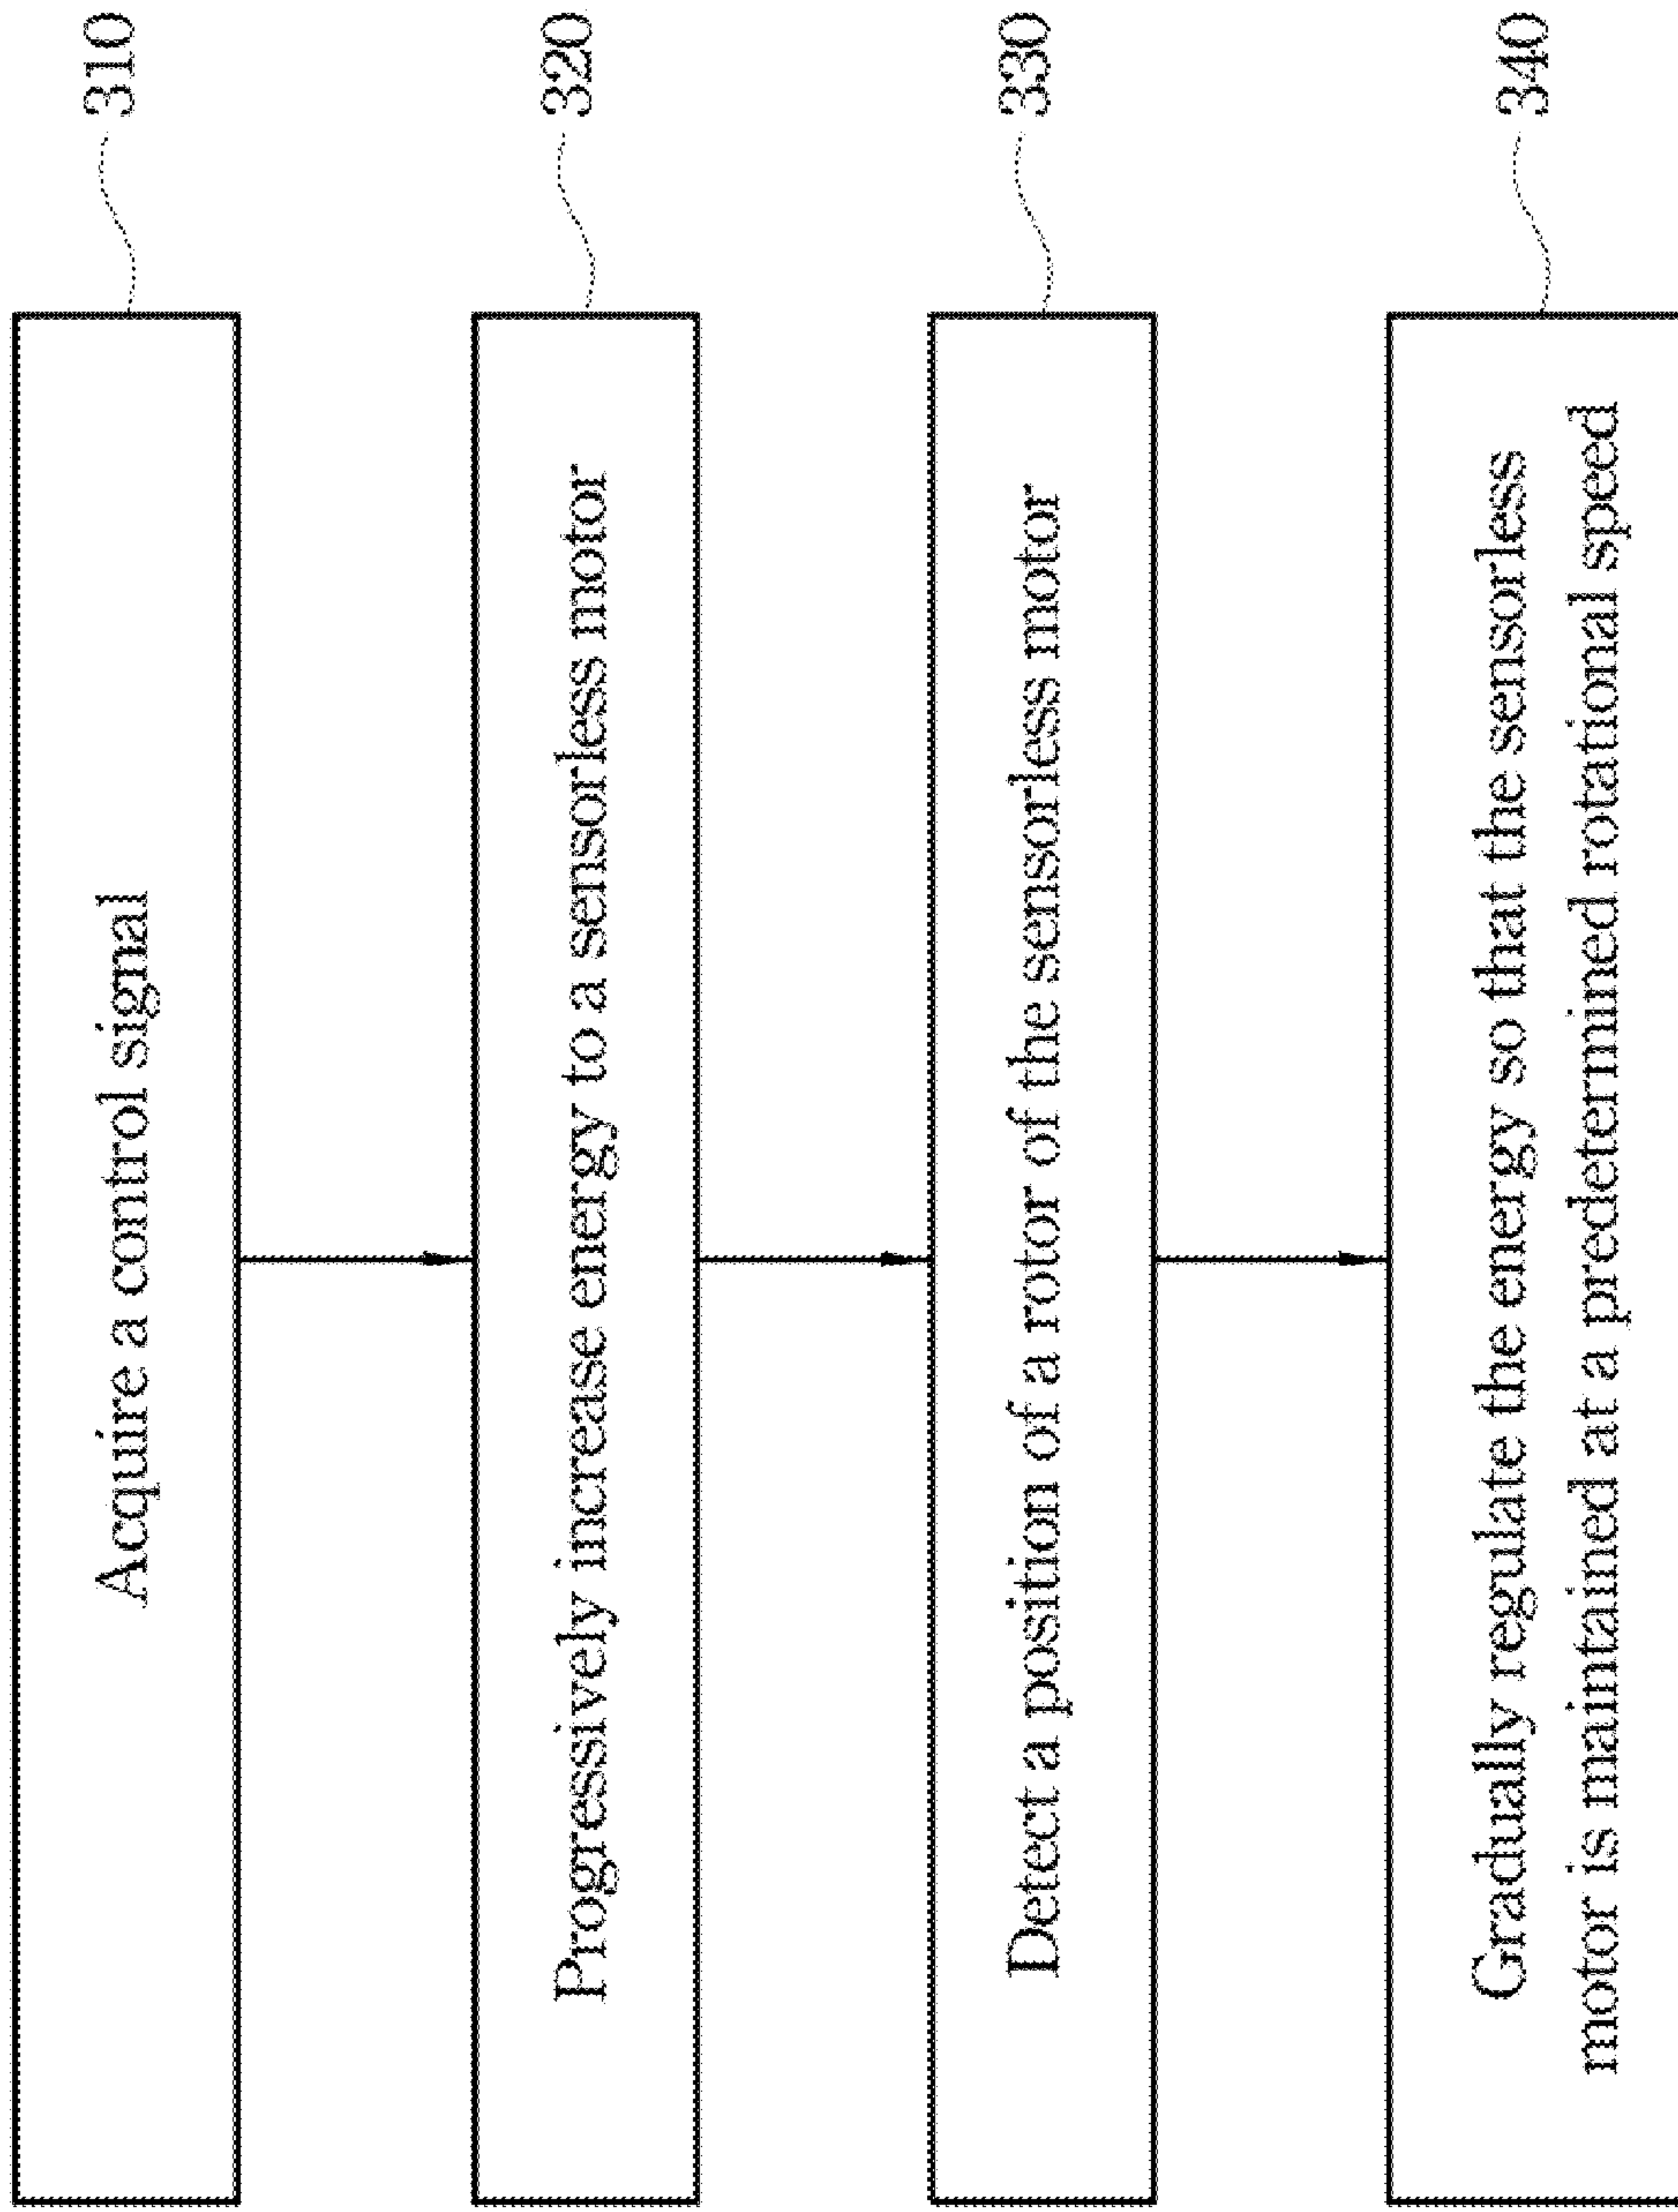 Acquire a control signal
310
Progressively increase energy to a sensorless motor
320
Detect a position of a rotor of the sensorless motor
330
Gradually regulate the energy so that the sensorless
motor is maintained at a predetermined rotational speed
340